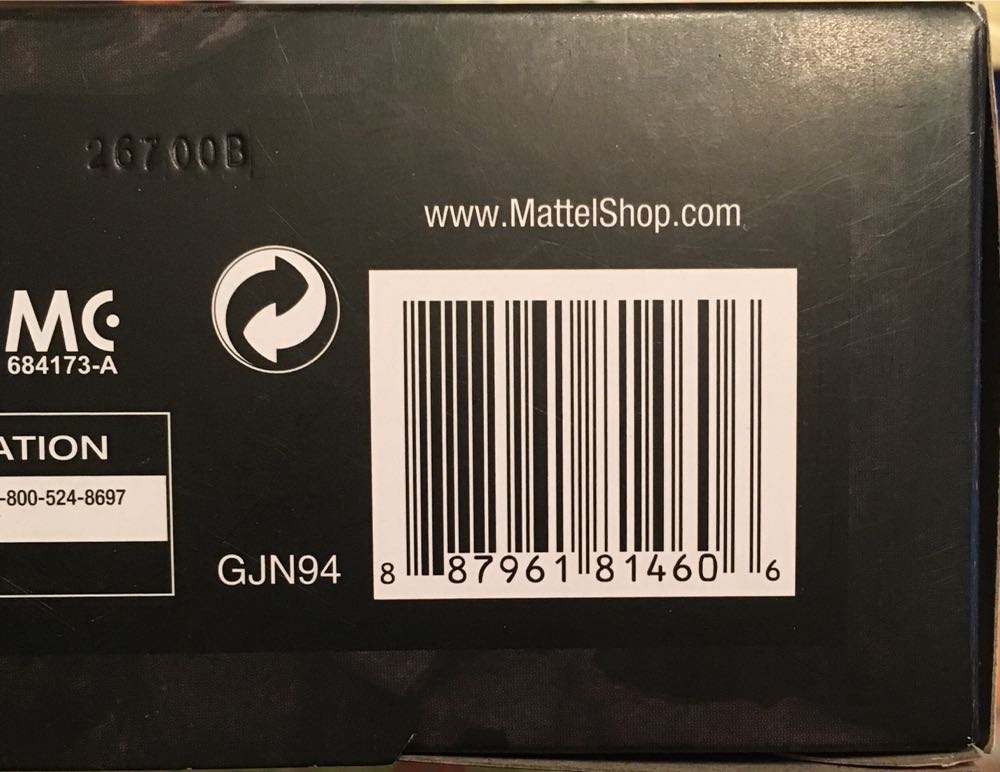 26700B
www.MattelShop.com
MC
684173-A
ATION
-800-524-8697
GJN94
8 87961 81460 6